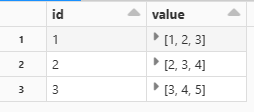 id value
1 1 [1, 2, 3]
2 2 [2, 3, 4]
3 3 [3, 4, 5]